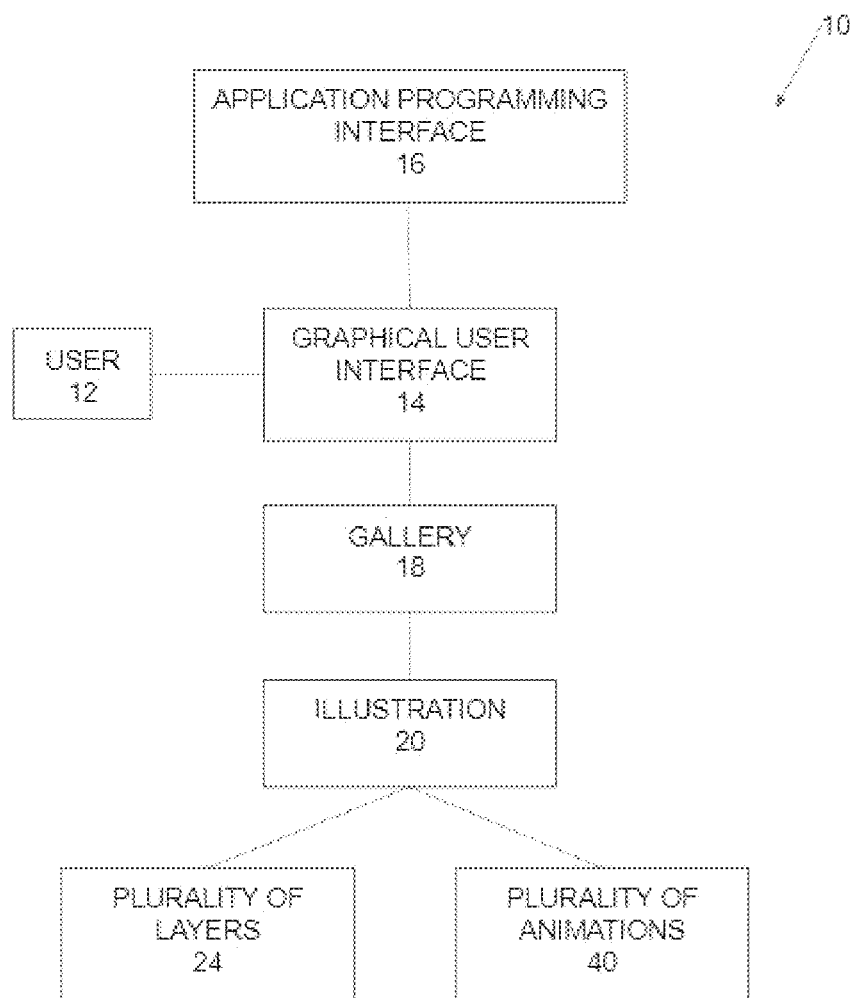 10
APPLICATION PROGRAMMING
INTERFACE
16
GRAPHICAL USER
INTERFACE
14
USER
12
GALLERY
18
ILLUSTRATION
20
PLURALITY OF
LAYERS
24
PLURALITY OF
ANIMATIONS
40